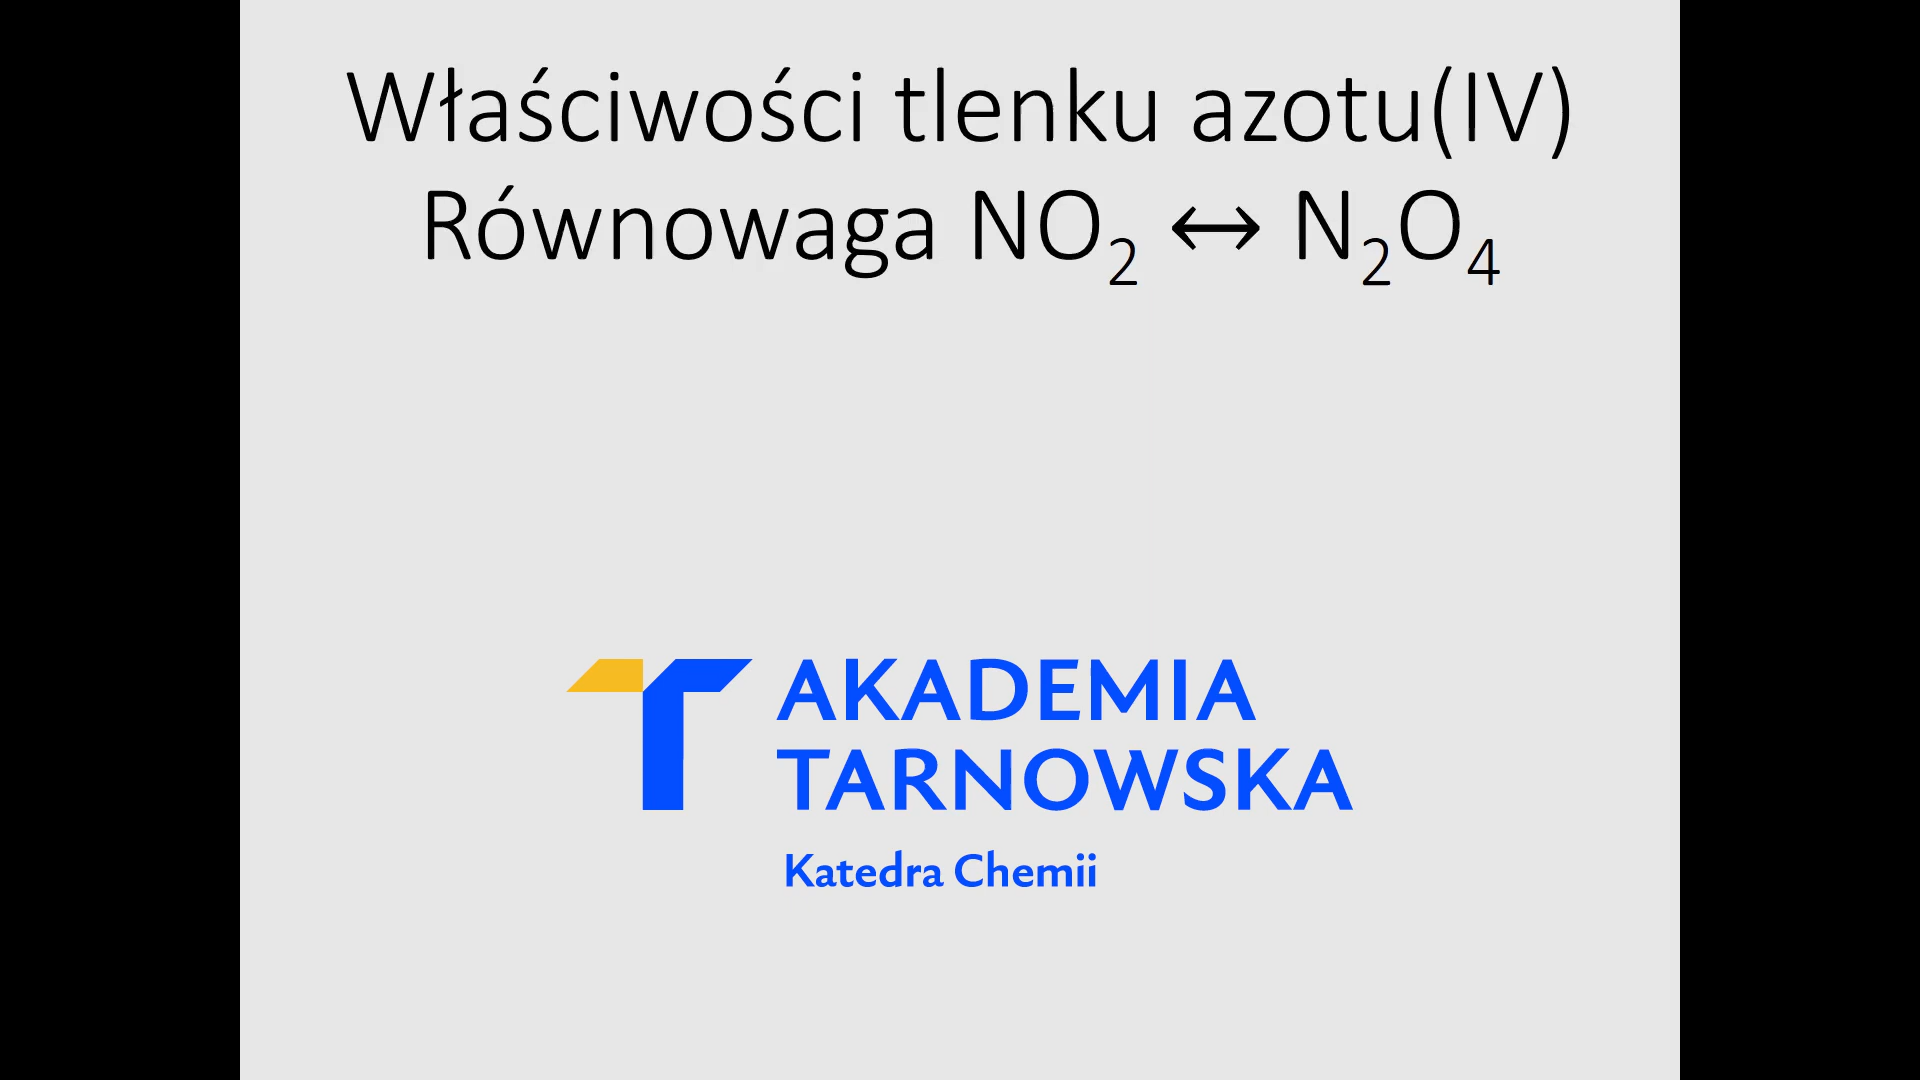 Właściwości tlenku azotu(IV)
Równowaga NO₂ ↔ N₂O₄
AKADEMIA
TARNOWSKA
Katedra Chemii